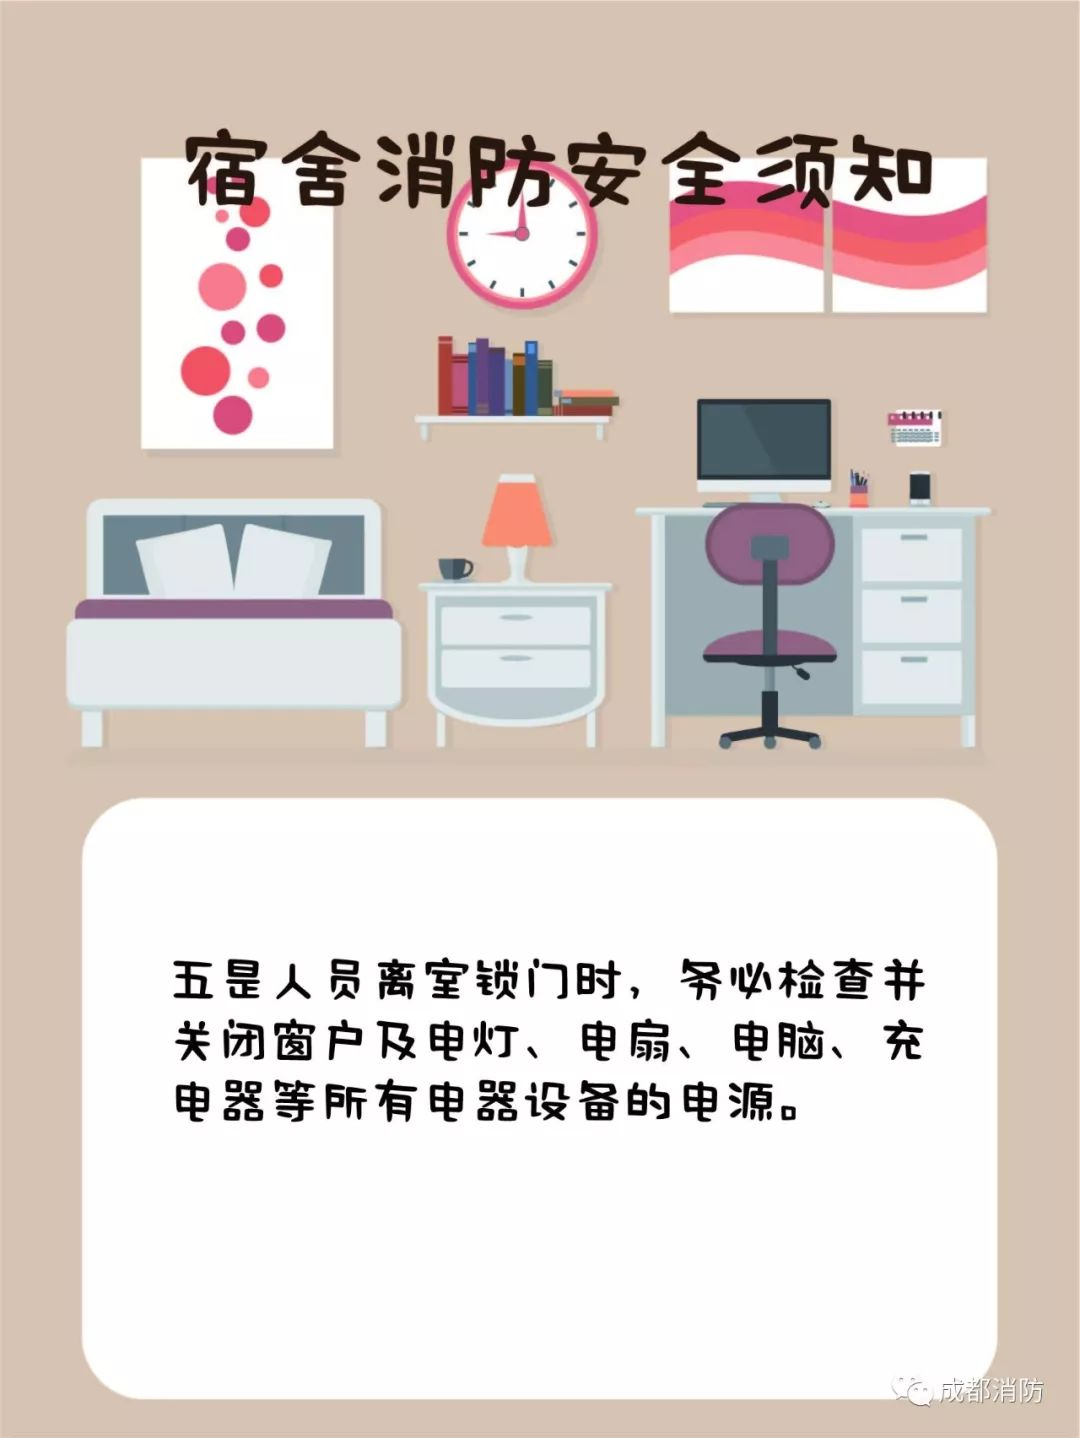 宿舍消防安全须知
五是人员离室锁门时，务必检查并
关闭窗户及电灯、电扇、电脑、充
电器等所有电器设备的电源。
成都消防